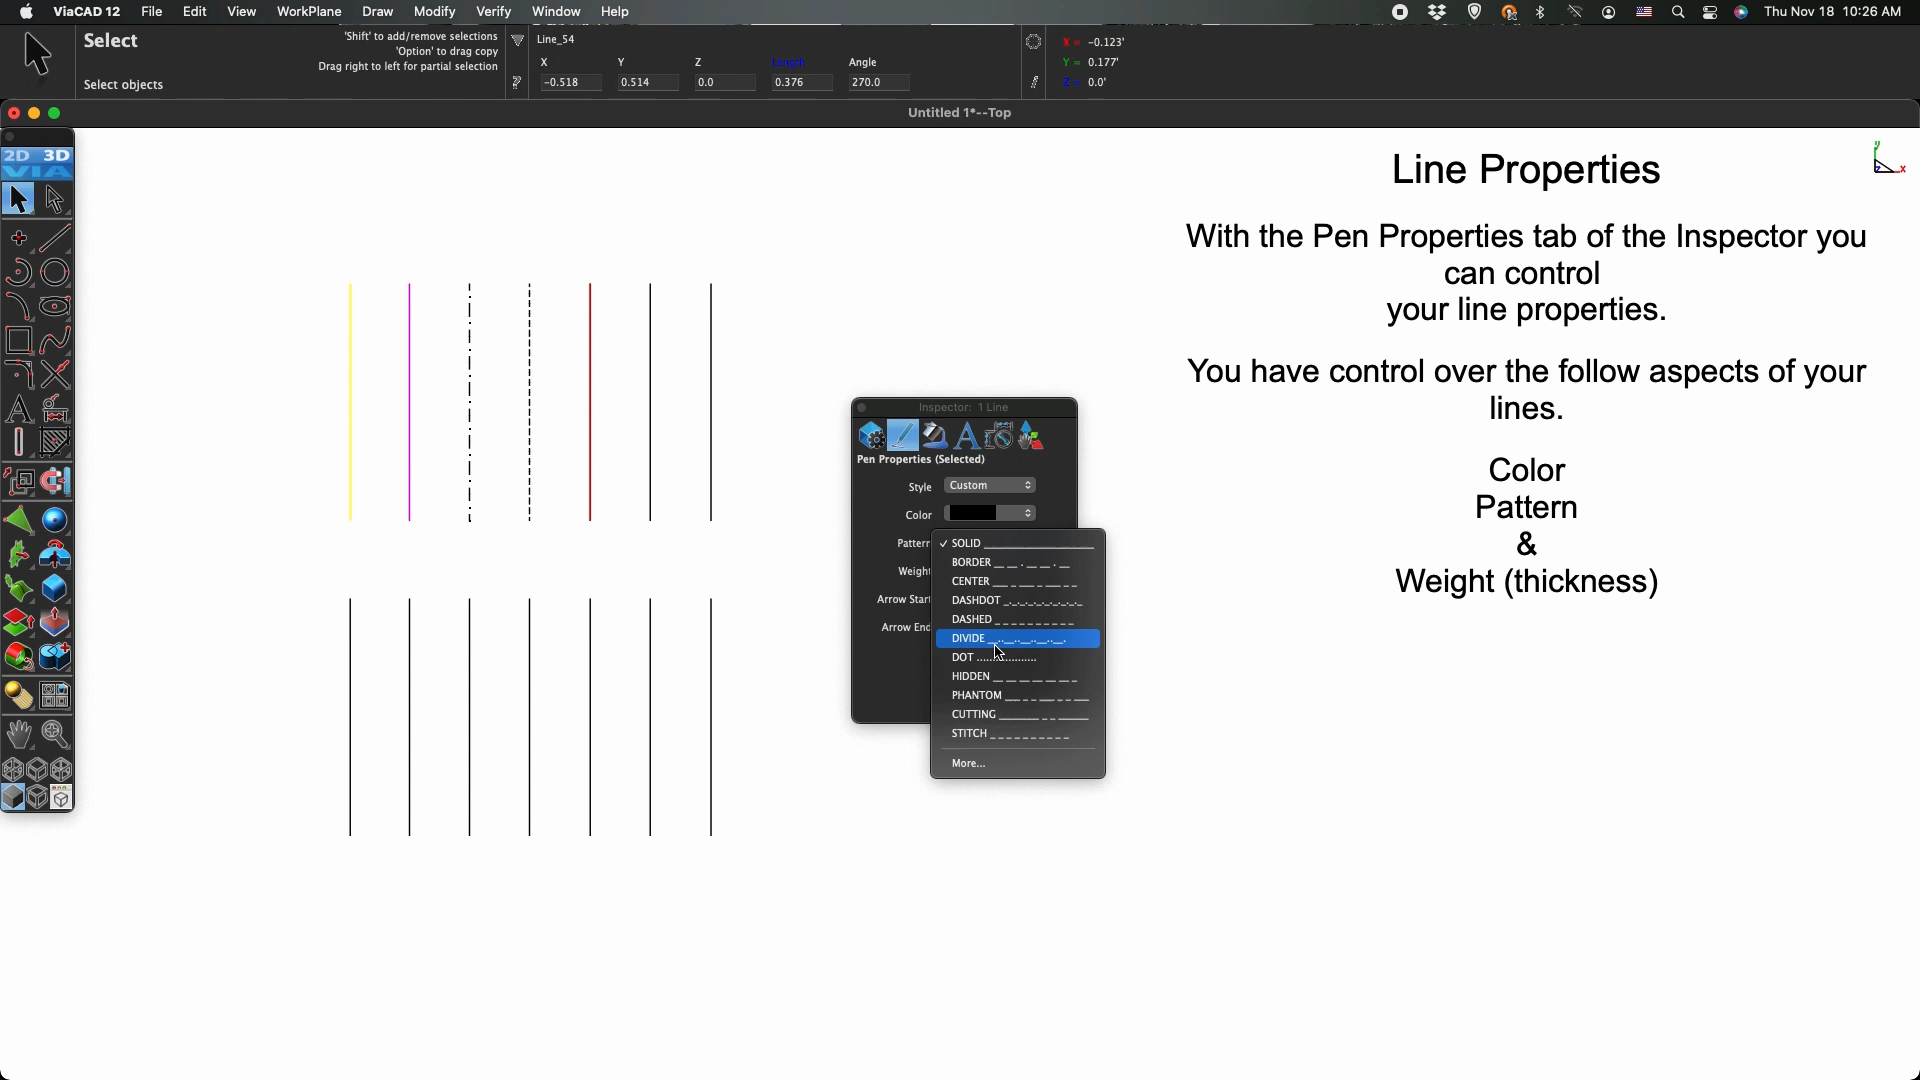 ViaCAD 12 File Edit View WorkPlane Draw Modify Verify Window Help Thu Nov 18 10:26 AM
Select
'Shift' to add/remove selections
'Option' to drag copy
Drag right to left for partial selection
Select objects
Line_54
X Y Z Length Angle
-0.518 0.514 0.0 0.376 270.0
X = -0.123'
Y = 0.177'
Z = 0.0'
Untitled 1*--Top
2D 3D
VIA
Line Properties
With the Pen Properties tab of the Inspector you
can control
your line properties.
You have control over the follow aspects of your
lines.
Color
Pattern
&
Weight (thickness)
y
z x
Inspector: 1 Line
Pen Properties (Selected)
Style Custom
Color
Pattern
Weight
Arrow Start
Arrow End
✓ SOLID
BORDER
CENTER
DASHDOT
DASHED
DIVIDE
DOT
HIDDEN
PHANTOM
CUTTING
STITCH
More...